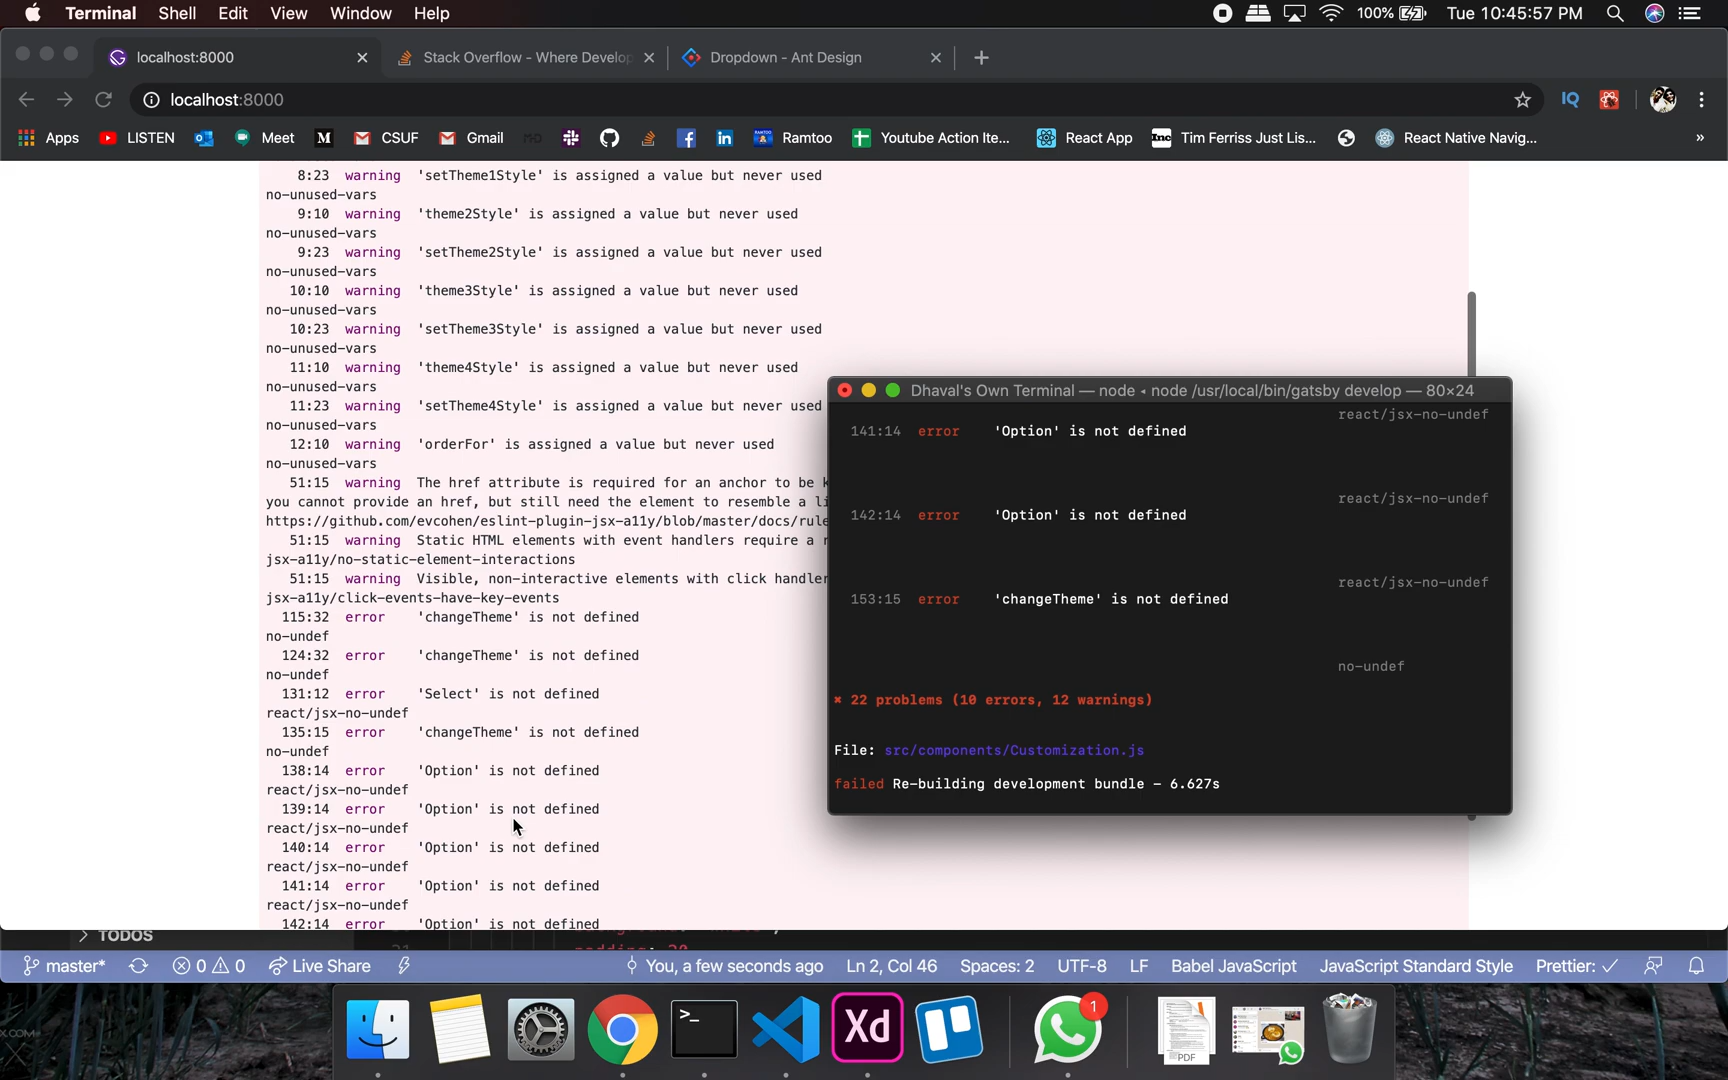 Terminal Shell Edit View Window Help
100% Tue 10:45:57 PM
localhost:8000
Stack Overflow - Where Develop
Dropdown - Ant Design
localhost:8000
IQ
Apps LISTEN Meet M CSUF Gmail Ramtoo Youtube Action Ite... React App Inc Tim Ferriss Just Lis... React Native Navig... »
8:23 warning 'setTheme1Style' is assigned a value but never used
no-unused-vars
9:10 warning 'theme2Style' is assigned a value but never used
no-unused-vars
9:23 warning 'setTheme2Style' is assigned a value but never used
no-unused-vars
10:10 warning 'theme3Style' is assigned a value but never used
no-unused-vars
10:23 warning 'setTheme3Style' is assigned a value but never used
no-unused-vars
11:10 warning 'theme4Style' is assigned a value but never used
no-unused-vars
11:23 warning 'setTheme4Style' is assigned a value but never used
no-unused-vars
12:10 warning 'orderFor' is assigned a value but never used
no-unused-vars
51:15 warning The href attribute is required for an anchor to be k
you cannot provide an href, but still need the element to resemble a li
https://github.com/evcohen/eslint-plugin-jsx-a11y/blob/master/docs/rule
51:15 warning Static HTML elements with event handlers require a r
jsx-a11y/no-static-element-interactions
51:15 warning Visible, non-interactive elements with click handler
jsx-a11y/click-events-have-key-events
115:32 error 'changeTheme' is not defined
no-undef
124:32 error 'changeTheme' is not defined
no-undef
131:12 error 'Select' is not defined
react/jsx-no-undef
135:15 error 'changeTheme' is not defined
no-undef
138:14 error 'Option' is not defined
react/jsx-no-undef
139:14 error 'Option' is not defined
react/jsx-no-undef
140:14 error 'Option' is not defined
react/jsx-no-undef
141:14 error 'Option' is not defined
react/jsx-no-undef
142:14 error 'Option' is not defined
Dhaval's Own Terminal — node ◂ node /usr/local/bin/gatsby develop — 80×24
react/jsx-no-undef
141:14 error 'Option' is not defined
react/jsx-no-undef
142:14 error 'Option' is not defined
react/jsx-no-undef
153:15 error 'changeTheme' is not defined
no-undef
✖ 22 problems (10 errors, 12 warnings)
File: src/components/Customization.js
failed Re-building development bundle - 6.627s
TODOS
master* 0 0 Live Share You, a few seconds ago Ln 2, Col 46 Spaces: 2 UTF-8 LF Babel JavaScript JavaScript Standard Style Prettier: ✓
>_
Xd
1
PDF